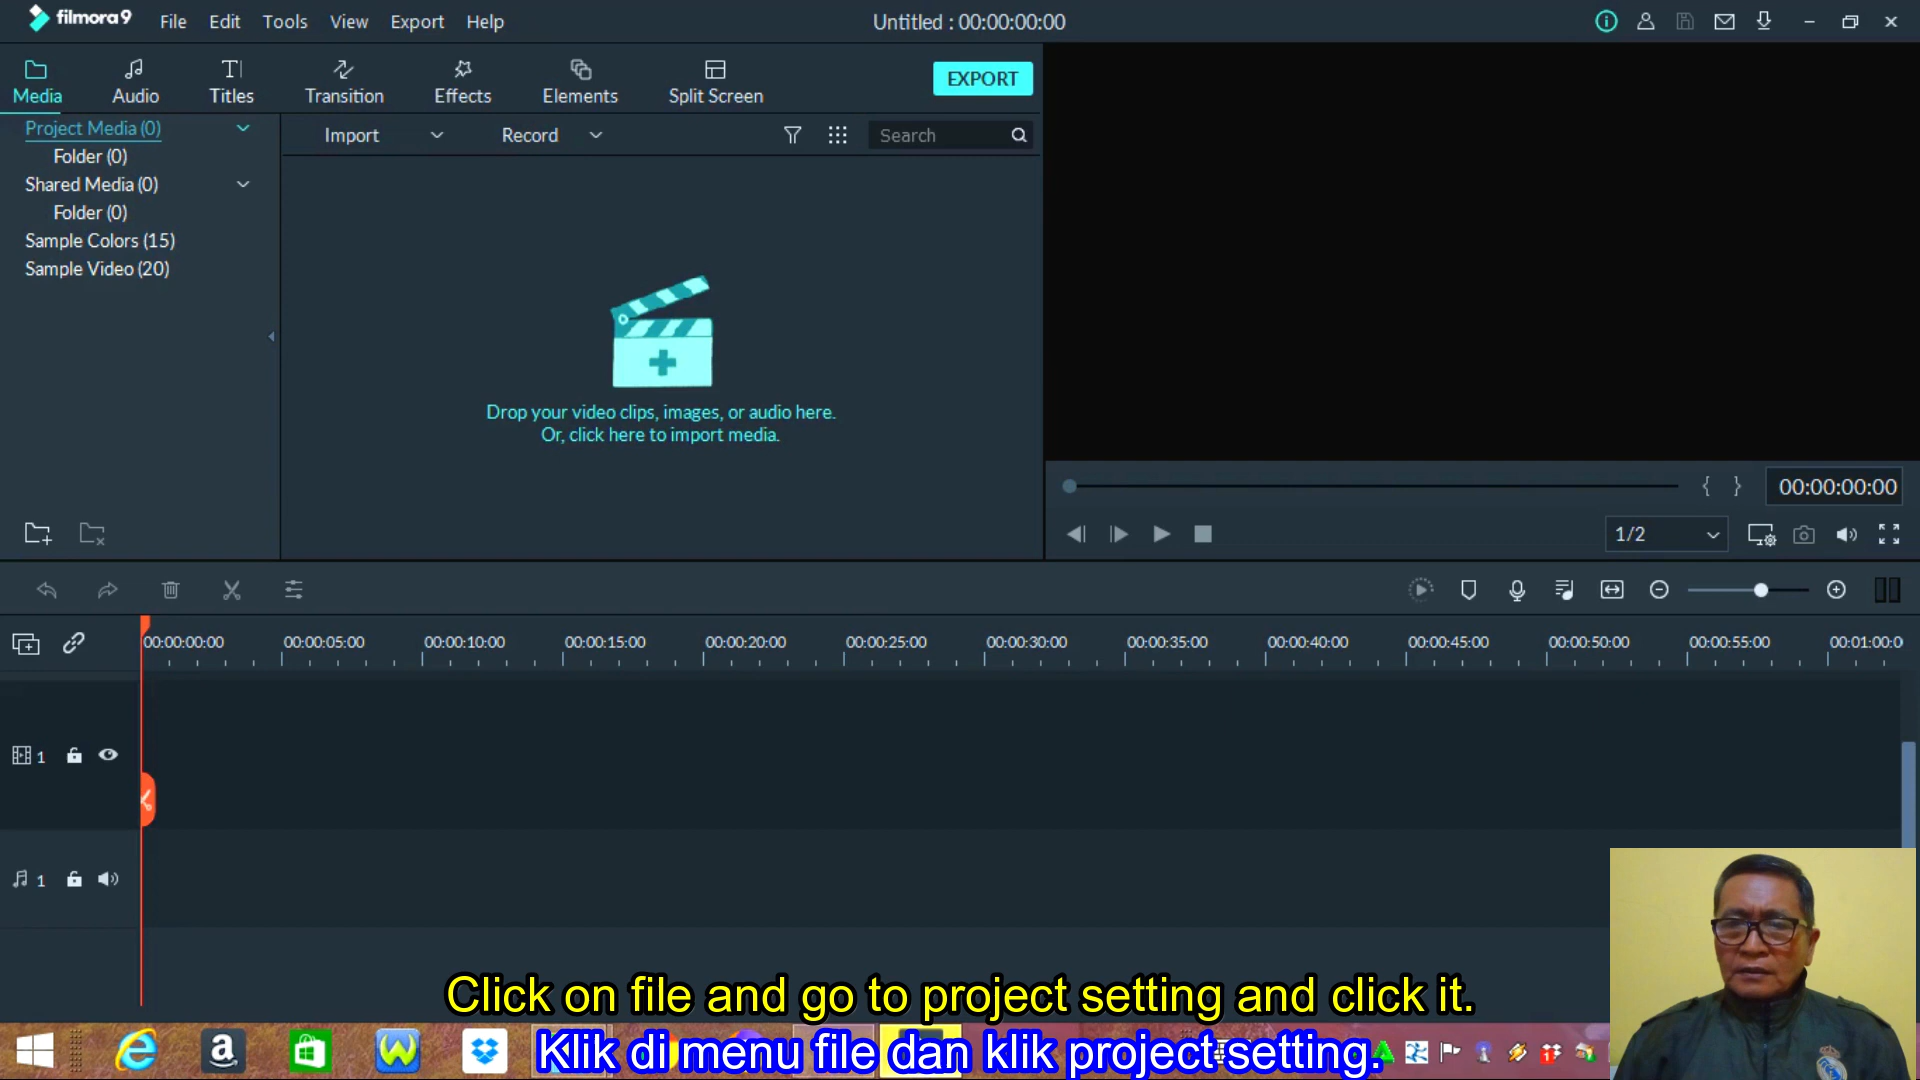 filmora9 File Edit Tools View Export Help Untitled : 00:00:00:00
Media Audio Titles Transition Effects Elements Split Screen EXPORT
Project Media (0)
Folder (0)
Shared Media (0)
Folder (0)
Sample Colors (15)
Sample Video (20)
Import Record Search
Drop your video clips, images, or audio here.
Or, click here to import media.
{ } 00:00:00:00
1/2
00:00:00:00 00:00:05:00 00:00:10:00 00:00:15:00 00:00:20:00 00:00:25:00 00:00:30:00 00:00:35:00 00:00:40:00 00:00:45:00 00:00:50:00 00:00:55:00 00:01:00:0
1
1
Click on file and go to project setting and click it.
Klik di menu file dan klik project setting.